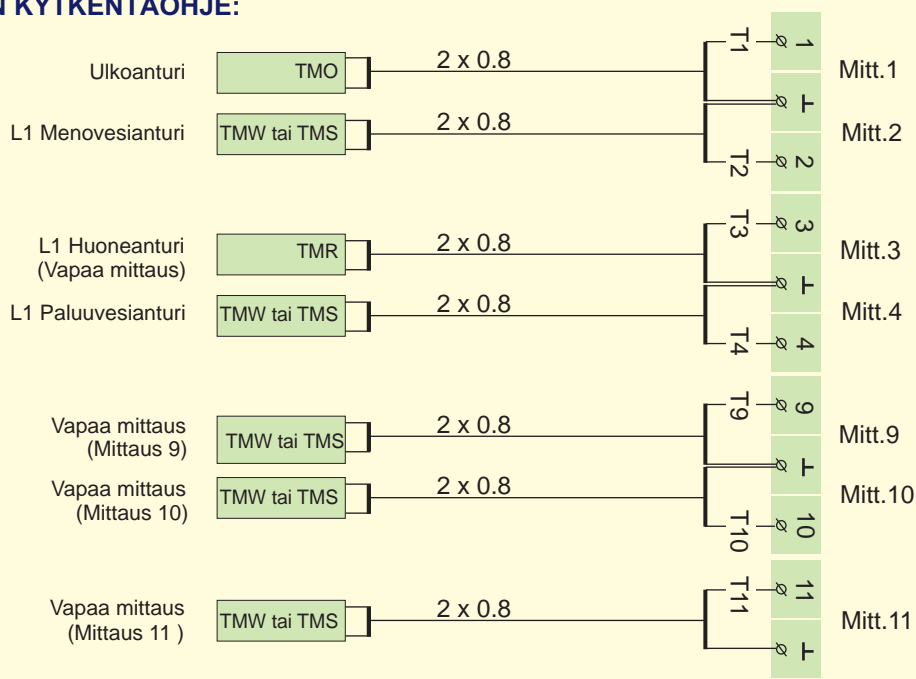 N KYTKENTÄOHJE:
Ulkoanturi TMO 2 x 0.8 T1 1 Mitt.1
L1 Menovesianturi TMW tai TMS 2 x 0.8 T2 2 Mitt.2
L1 Huoneanturi
(Vapaa mittaus) TMR 2 x 0.8 T3 3 Mitt.3
L1 Paluuvesianturi TMW tai TMS 2 x 0.8 T4 4 Mitt.4
Vapaa mittaus
(Mittaus 9) TMW tai TMS 2 x 0.8 T9 9 Mitt.9
Vapaa mittaus
(Mittaus 10) TMW tai TMS 2 x 0.8 T10 10 Mitt.10
Vapaa mittaus
(Mittaus 11 ) TMW tai TMS 2 x 0.8 T11 11 Mitt.11